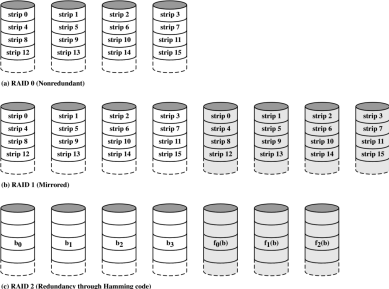 strip 0 strip 1 strip 2 strip 3
strip 4 strip 5 strip 6 strip 7
strip 8 strip 9 strip 10 strip 11
strip 12 strip 13 strip 14 strip 15
(a) RAID 0 (Nonredundant)
strip 0 strip 1 strip 2 strip 3 strip 0 strip 1 strip 2 strip 3
strip 4 strip 5 strip 6 strip 7 strip 4 strip 5 strip 6 strip 7
strip 8 strip 9 strip 10 strip 11 strip 8 strip 9 strip 10 strip 11
strip 12 strip 13 strip 14 strip 15 strip 12 strip 13 strip 14 strip 15
(b) RAID 1 (Mirrored)
b0 b1 b2 b3 f0(b) f1(b) f2(b)
(c) RAID 2 (Redundancy through Hamming code)